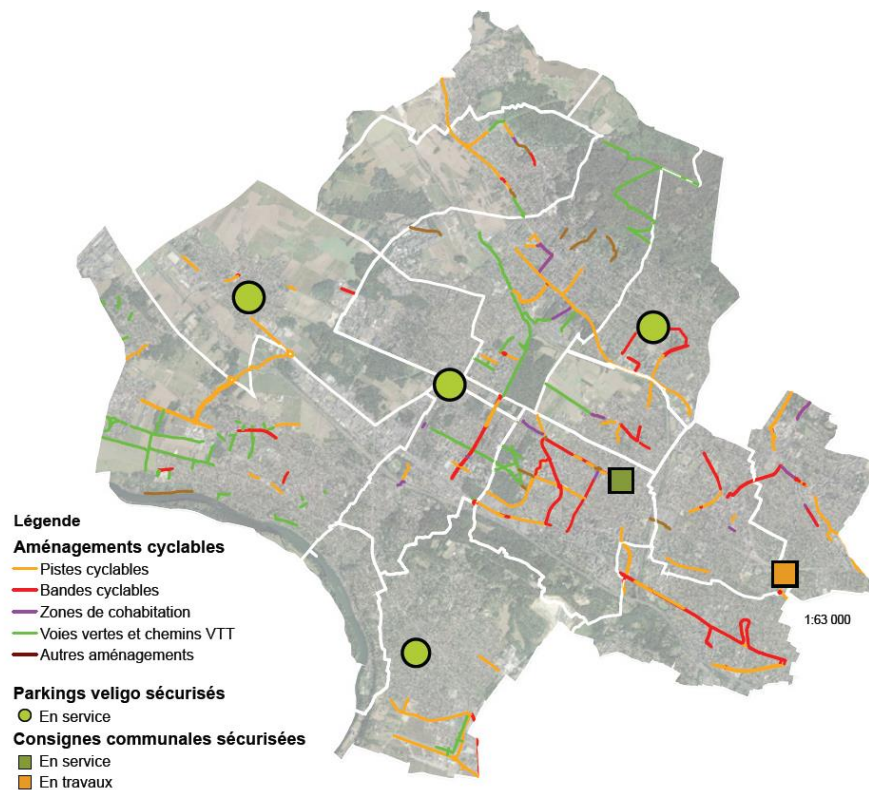 Légende
Aménagements cyclables
Pistes cyclables
Bandes cyclables
Zones de cohabitation
Voies vertes et chemins VTT
Autres aménagements
Parkings veligo sécurisés
En service
Consignes communales sécurisées
En service
En travaux
1:63 000